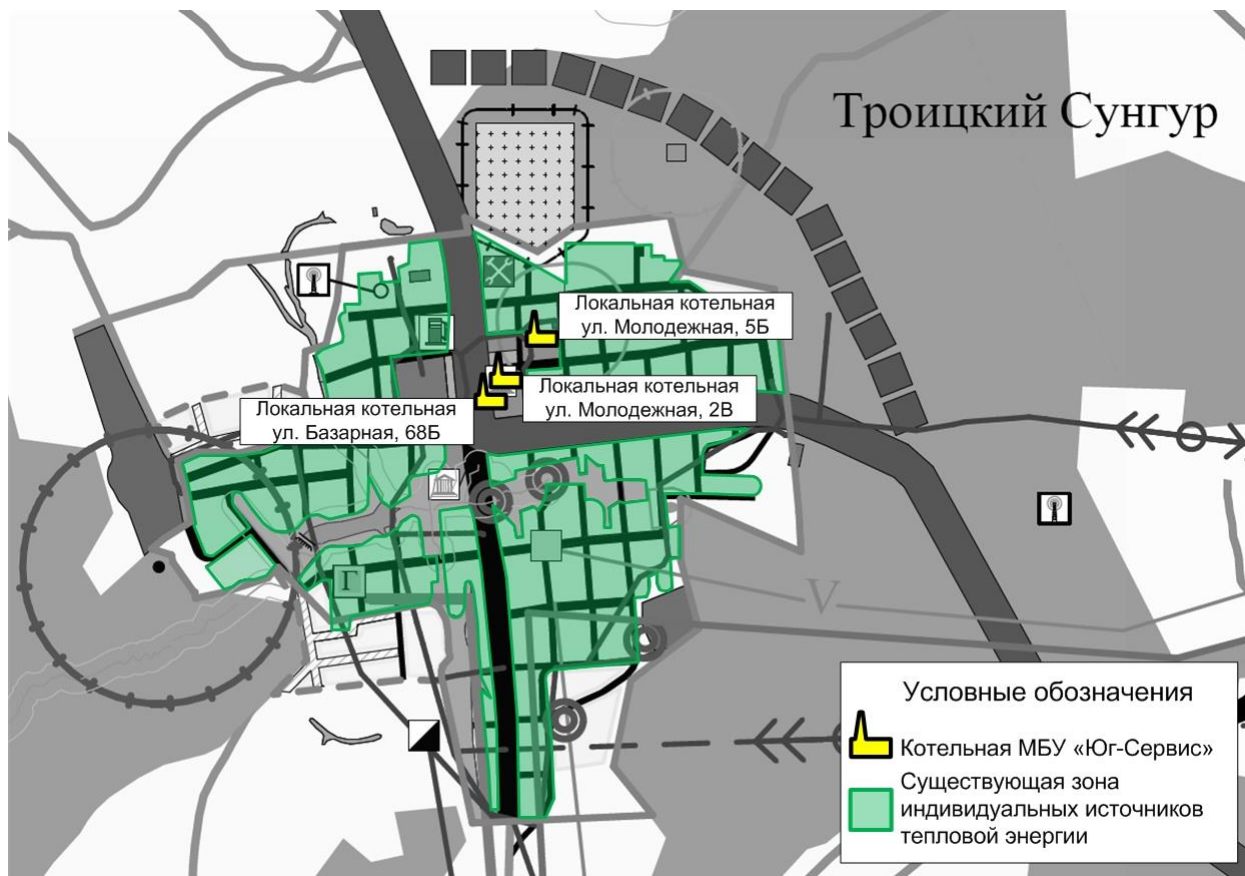 Троицкий Сунгур
Локальная котельная
ул. Молодежная, 5Б
Локальная котельная
ул. Молодежная, 2В
Локальная котельная
ул. Базарная, 68Б
Г
V
Условные обозначения
Котельная МБУ «Юг-Сервис»
Существующая зона
индивидуальных источников
тепловой энергии